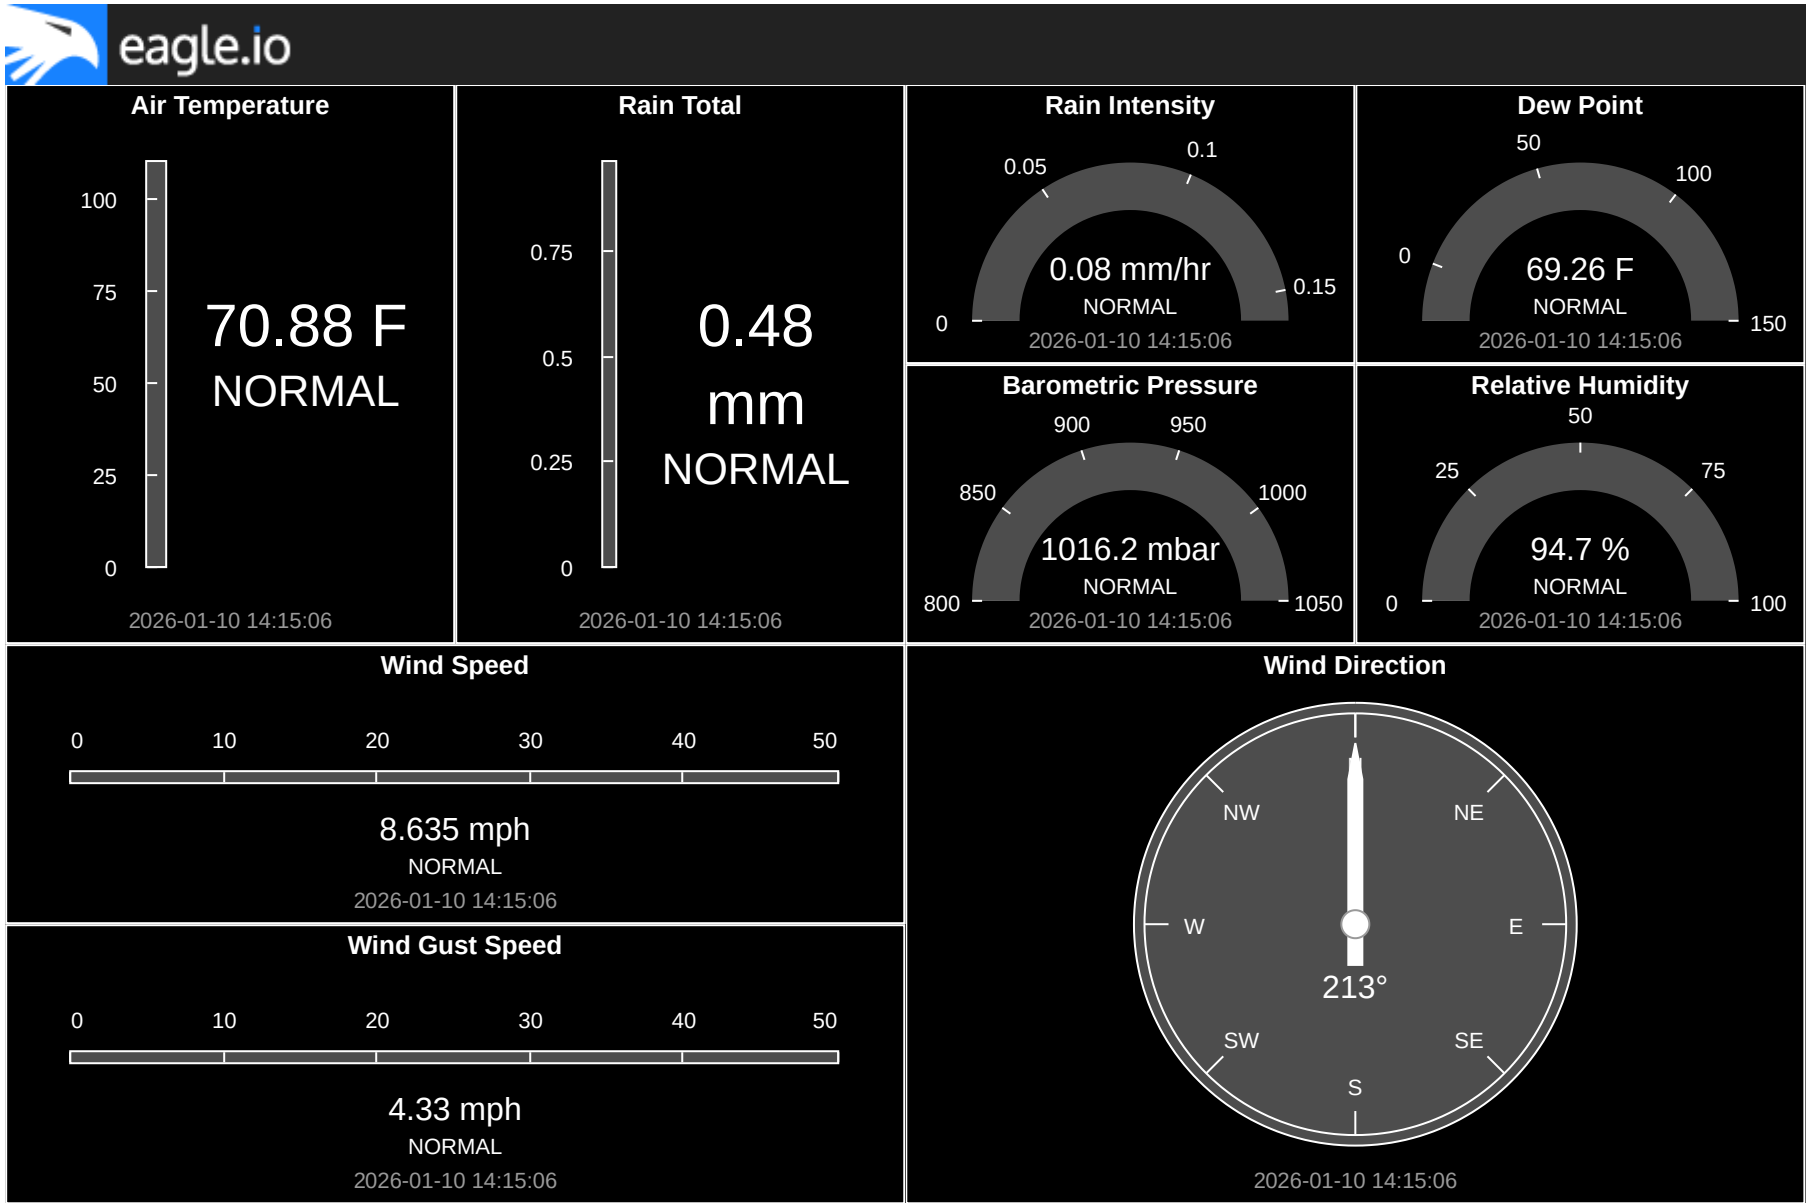 eagle.io
Air Temperature
100
75
50
25
0
70.88 F
NORMAL
2026-01-10 14:15:06
Rain Total
0.75
0.5
0.25
0
0.48
mm
NORMAL
2026-01-10 14:15:06
Rain Intensity
0
0.05
0.1
0.15
0.08 mm/hr
NORMAL
2026-01-10 14:15:06
Dew Point
0
50
100
150
69.26 F
NORMAL
2026-01-10 14:15:06
Barometric Pressure
800
850
900
950
1000
1050
1016.2 mbar
NORMAL
2026-01-10 14:15:06
Relative Humidity
0
25
50
75
100
94.7 %
NORMAL
2026-01-10 14:15:06
Wind Speed
0 10 20 30 40 50
8.635 mph
NORMAL
2026-01-10 14:15:06
Wind Gust Speed
0 10 20 30 40 50
4.33 mph
NORMAL
2026-01-10 14:15:06
Wind Direction
NW NE
W E
213°
SW SE
S
2026-01-10 14:15:06